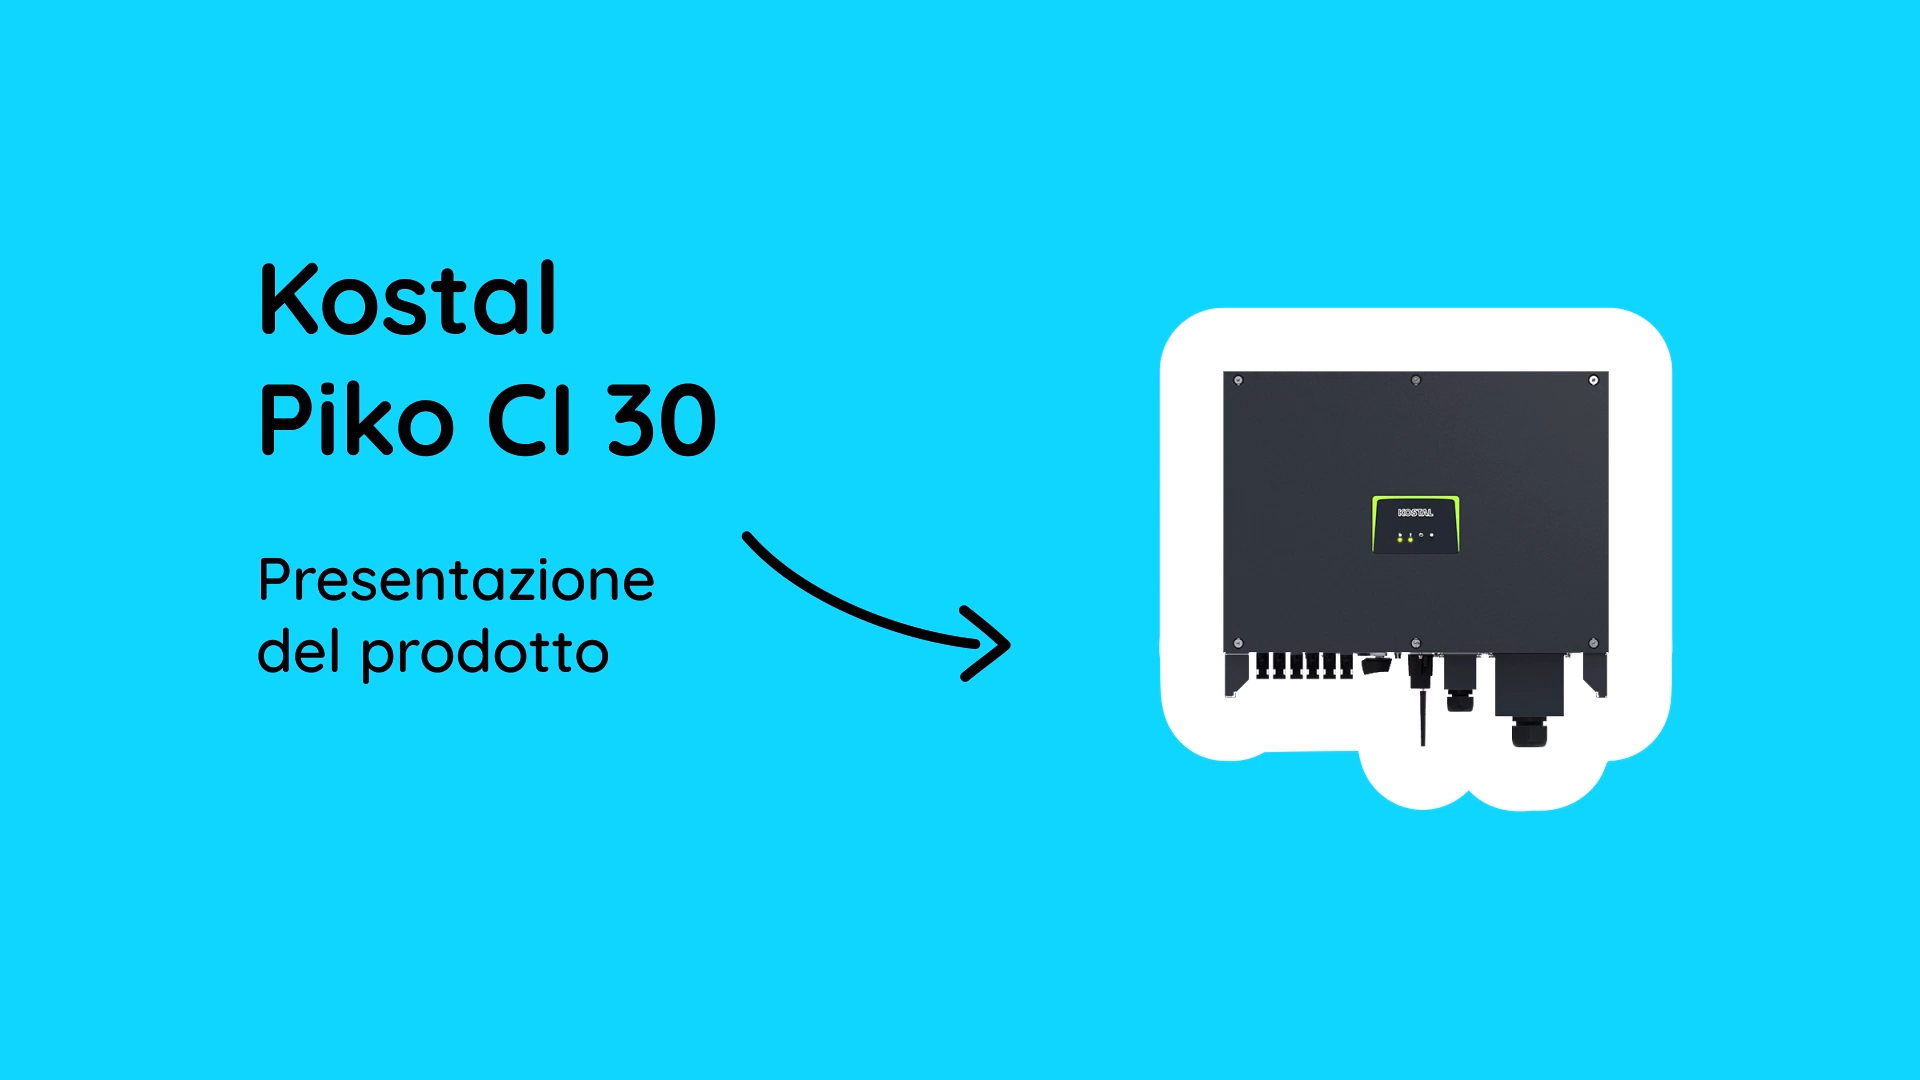 Kostal
Piko CI 30
Presentazione
del prodotto
KOSTAL